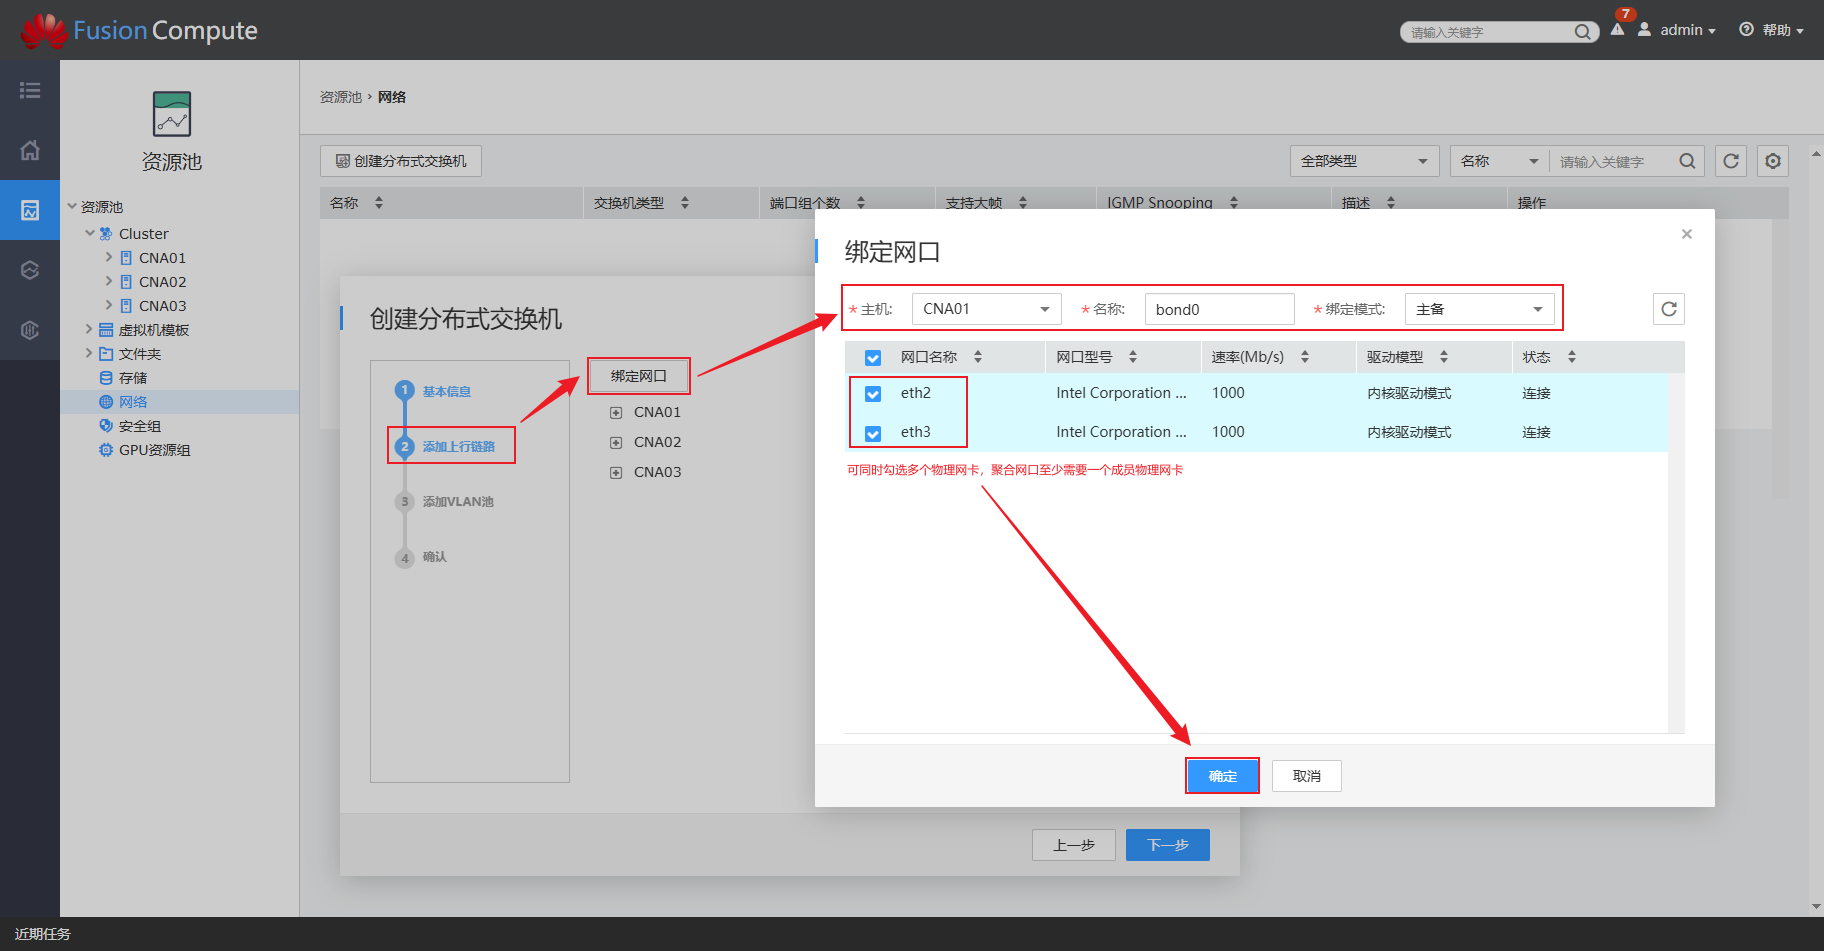 FusionCompute
请输入关键字
7
admin
帮助
资源池
资源池 › 网络
创建分布式交换机
全部类型
名称
请输入关键字
名称
交换机类型
端口组个数
支持大帧
IGMP Snooping
描述
操作
资源池
Cluster
CNA01
CNA02
CNA03
虚拟机模板
文件夹
存储
网络
安全组
GPU资源组
创建分布式交换机
1 基本信息
2 添加上行链路
3 添加VLAN池
4 确认
绑定网口
CNA01
CNA02
CNA03
上一步
下一步
绑定网口
×
* 主机: CNA01
* 名称: bond0
* 绑定模式: 主备
网口名称 网口型号 速率(Mb/s) 驱动模型 状态
eth2 Intel Corporation ... 1000 内核驱动模式 连接
eth3 Intel Corporation ... 1000 内核驱动模式 连接
可同时勾选多个物理网卡，聚合网口至少需要一个成员物理网卡
确定
取消
近期任务